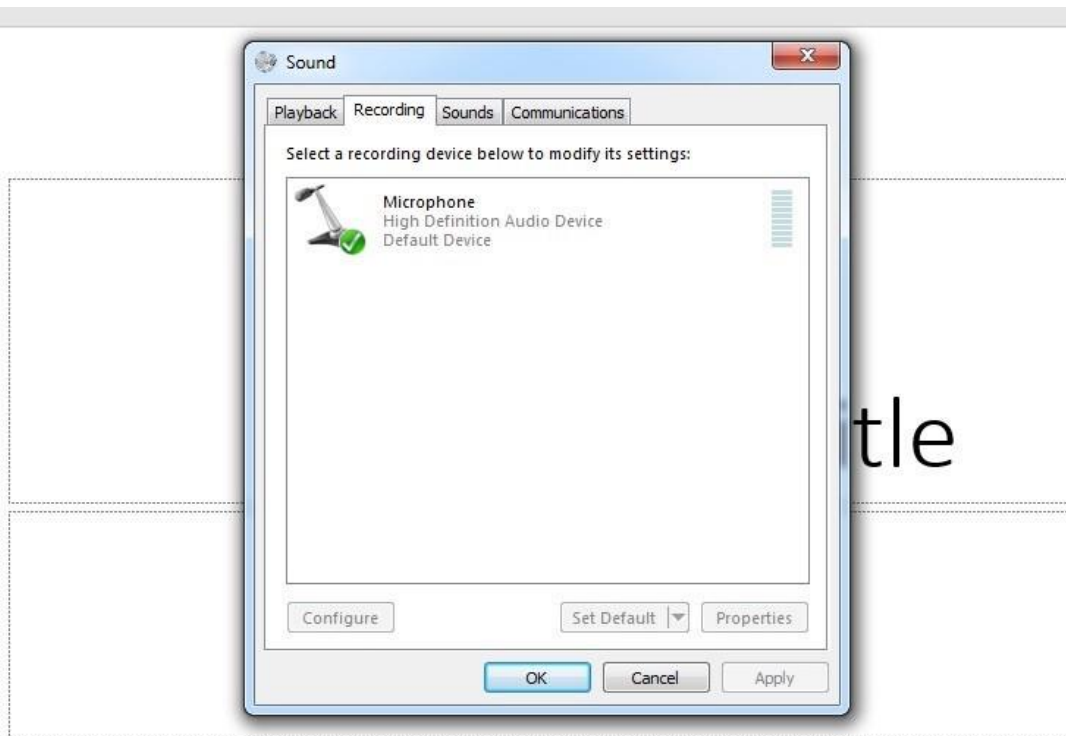 Sound
Playback Recording Sounds Communications
Select a recording device below to modify its settings:
Microphone
High Definition Audio Device
Default Device
tle
Configure Set Default Properties
OK Cancel Apply